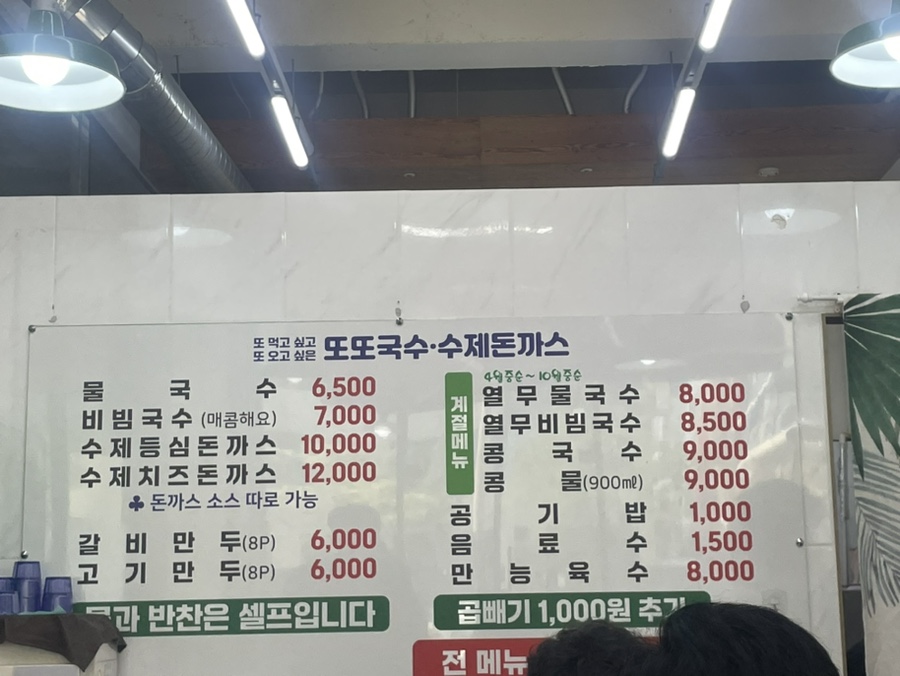 또 먹고 싶고
또 오고 싶은
또또국수·수제돈까스
물국수 6,500
비빔국수 (매콤해요) 7,000
수제등심돈까스 10,000
수제치즈돈까스 12,000
♣ 돈까스 소스 따로 가능
갈비만두(8P) 6,000
고기만두(8P) 6,000
과 반찬은 셀프입니다
계절메뉴
4월중순~10월중순
열무물국수 8,000
열무비빔국수 8,500
콩국수 9,000
콩물(900㎖) 9,000
공기밥 1,000
음료수 1,500
만능육수 8,000
곱빼기 1,000원 추가
전 메뉴